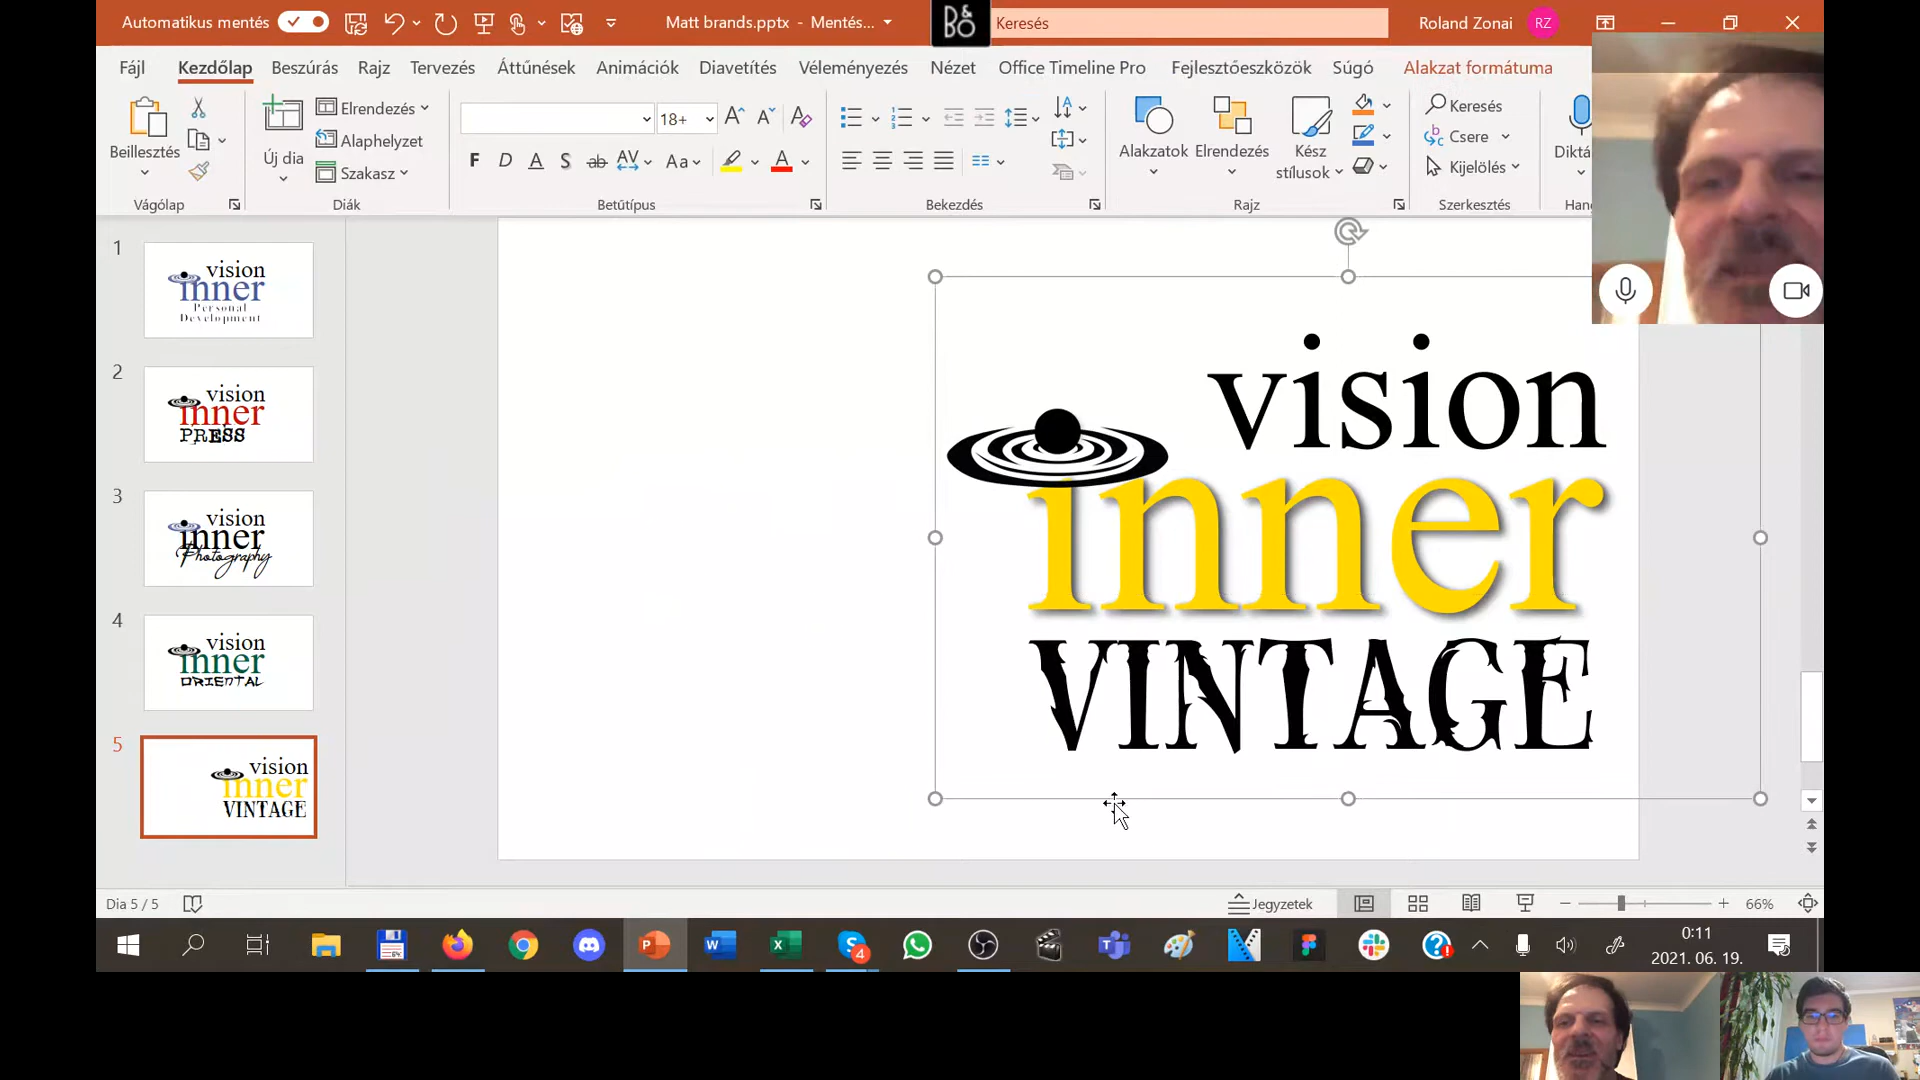 Automatikus mentés
Matt brands.pptx - Mentés...
B&O
Keresés
Roland Zonai
RZ
Fájl
Kezdőlap
Beszúrás
Rajz
Tervezés
Áttűnések
Animációk
Diavetítés
Véleményezés
Nézet
Office Timeline Pro
Fejlesztőeszközök
Súgó
Alakzat formátuma
Beillesztés
Vágólap
Új dia
Elrendezés
Alaphelyzet
Szakasz
Diák
18+
F D A S ab AV Aa A
Betűtípus
Bekezdés
Alakzatok
Elrendezés
Kész stílusok
Rajz
Keresés
Csere
Kijelölés
Szerkesztés
Diktá
Han
1
vision
inner
Personal
Development
2
vision
inner
PRESS
3
vision
inner
Photography
4
vision
inner
ORIENTAL
5
vision
inner
VINTAGE
vision
inner
VINTAGE
Dia 5 / 5
Jegyzetek
66%
4
0:11
2021. 06. 19.